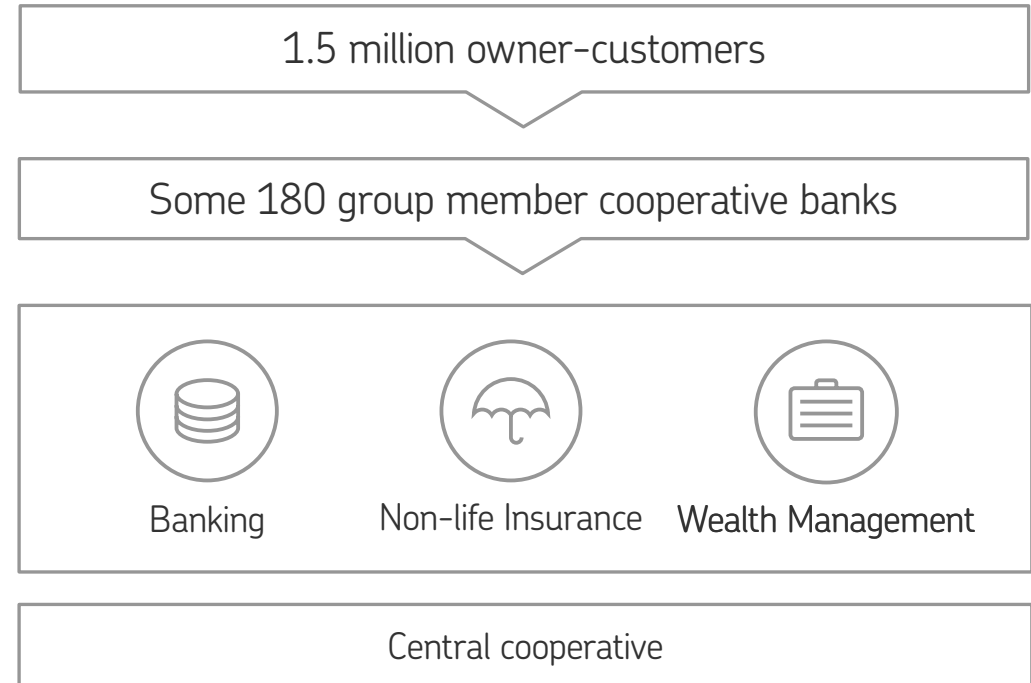 1.5 million owner-customers
Some 180 group member cooperative banks
Banking
Non-life Insurance
Wealth Management
Central cooperative